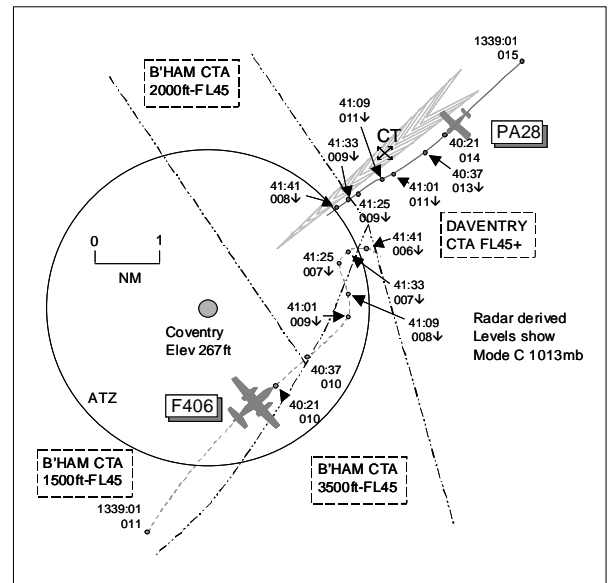 1339:01
015
B'HAM CTA
2000ft-FL45
41:09
011↓
CT
PA28
41:33
009↓
40:21
014
40:37
013↓
41:41
008↓
41:01
011↓
41:25
009↓
DAVENTRY
CTA FL45+
0 1
NM
41:41
006↓
41:25
007↓
41:33
007↓
41:01
009↓
41:09
008↓
Radar derived
Levels show
Mode C 1013mb
Coventry
Elev 267ft
40:37
010
ATZ
F406
40:21
010
B'HAM CTA
1500ft-FL45
B'HAM CTA
3500ft-FL45
1339:01
011